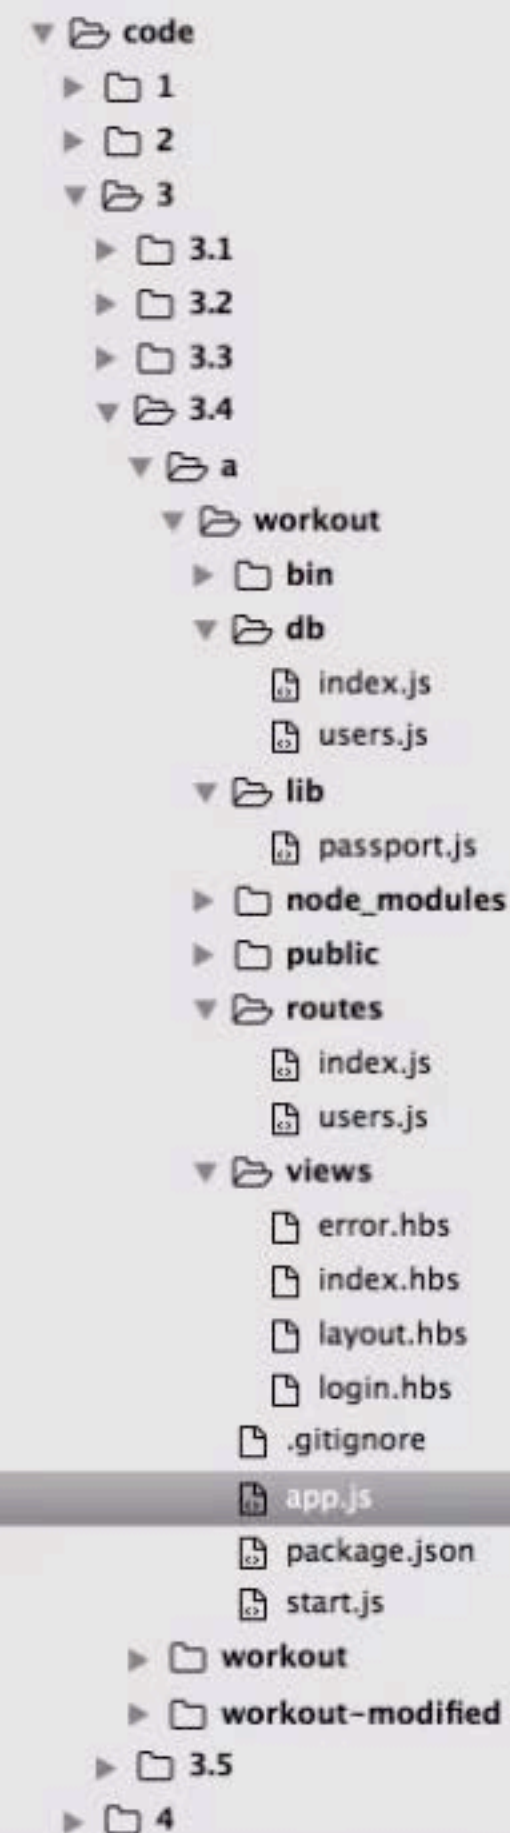 code
1
2
3
3.1
3.2
3.3
3.4
a
workout
bin
db
index.js
users.js
lib
passport.js
node_modules
public
routes
index.js
users.js
views
error.hbs
index.hbs
layout.hbs
login.hbs
.gitignore
app.js
package.json
start.js
workout
workout-modified
3.5
4